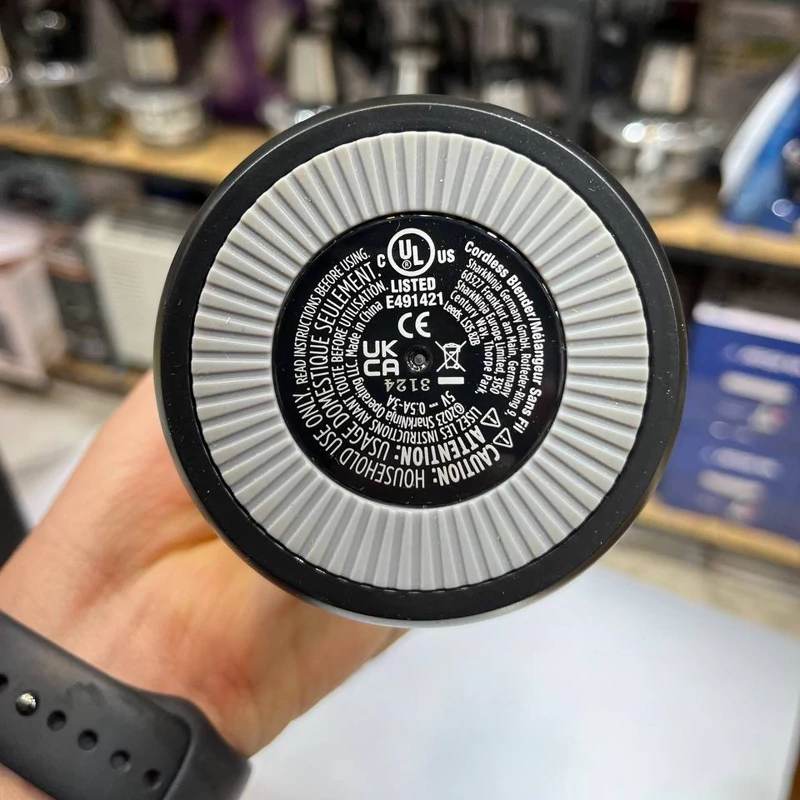 C UL US
®
LISTED
E491421
CE
UK
CA
3124
5V⎓ 0.5A-3A
Cordless Blender/Mélangeur Sans Fil
SharkNinja Germany GmbH, Rotfeder-Ring 9,
60327 Frankfurt am Main, Germany
SharkNinja Europe Limited, 3150
Century Way, Thorpe Park,
Leeds, LS15 8ZB
CAUTION: HOUSEHOLD USE ONLY. READ INSTRUCTIONS BEFORE USING.
ATTENTION: USAGE DOMESTIQUE SEULEMENT.
LISEZ LES INSTRUCTIONS AVANT TOUTE BEFORE UTILISATION.
©2023 SharkNinja Operating LLC. Made in China